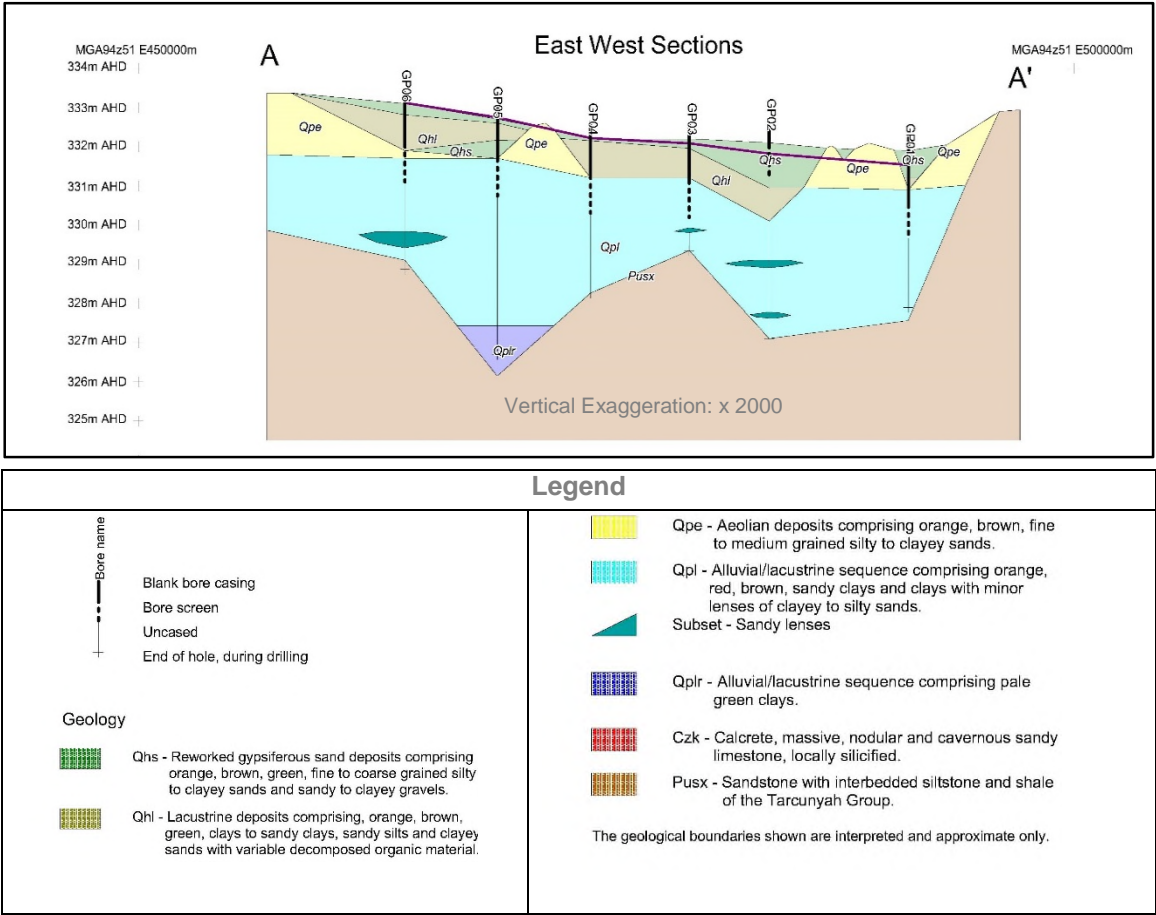 East West Sections
MGA94z51 E450000m
MGA94z51 E500000m
A
A'
334m AHD
333m AHD
332m AHD
331m AHD
330m AHD
329m AHD
328m AHD
327m AHD
326m AHD
325m AHD
GP06
GP05
GP04
GP03
GP02
GP01
Qpe
Qhl
Qhs
Qpe
Qhl
Qhs
Qpe
Qhs
Qpe
Qpl
Pusx
Qplr
Vertical Exaggeration: x 2000
Legend
Bore name
Blank bore casing
Bore screen
Uncased
End of hole, during drilling
Geology
Qhs - Reworked gypsiferous sand deposits comprising
orange, brown, green, fine to coarse grained silty
to clayey sands and sandy to clayey gravels.
Qhl - Lacustrine deposits comprising, orange, brown,
green, clays to sandy clays, sandy silts and clayey
sands with variable decomposed organic material.
Qpe - Aeolian deposits comprising orange, brown, fine
to medium grained silty to clayey sands.
Qpl - Alluvial/lacustrine sequence comprising orange,
red, brown, sandy clays and clays with minor
lenses of clayey to silty sands.
Subset - Sandy lenses
Qplr - Alluvial/lacustrine sequence comprising pale
green clays.
Czk - Calcrete, massive, nodular and cavernous sandy
limestone, locally silicified.
Pusx - Sandstone with interbedded siltstone and shale
of the Tarcunyah Group.
The geological boundaries shown are interpreted and approximate only.